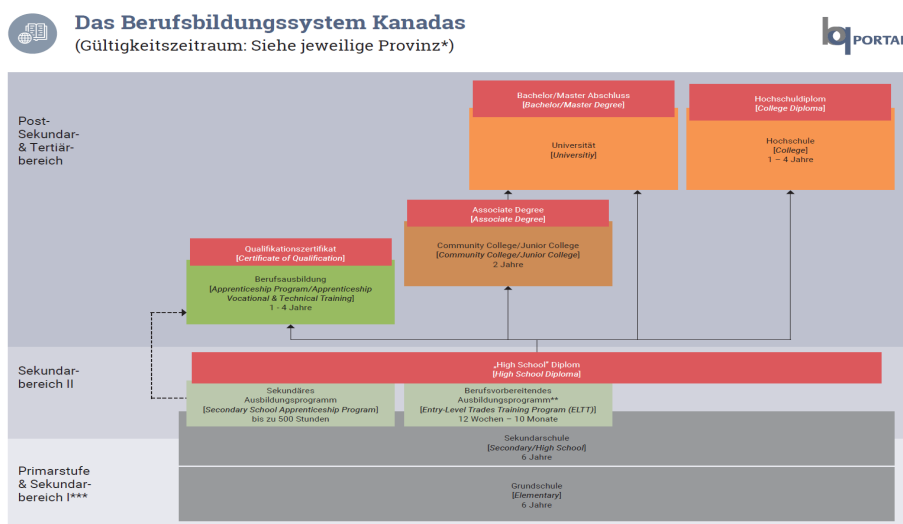 Das Berufsbildungssystem Kanadas
(Gültigkeitszeitraum: Siehe jeweilige Provinz*)
bq PORTAL
Post-
Sekundar-
& Tertiär-
bereich
Bachelor/Master Abschluss
[Bachelor/Master Degree]
Universität
[Universitiy]
Hochschuldiplom
[College Diploma]
Hochschule
[College]
1 – 4 Jahre
Associate Degree
[Associate Degree]
Community College/Junior College
[Community College/Junior College]
2 Jahre
Qualifikationszertifikat
[Certificate of Qualification]
Berufsausbildung
[Apprenticeship Program/Apprenticeship
Vocational & Technical Training]
1 - 4 Jahre
Sekundar-
bereich II
„High School" Diplom
[High School Diploma]
Sekundäres
Ausbildungsprogramm
[Secondary School Apprenticeship Program]
bis zu 500 Stunden
Berufsvorbereitendes
Ausbildungsprogramm**
[Entry-Level Trades Training Program (ELTT)]
12 Wochen – 10 Monate
Sekundarschule
[Secondary/High School]
6 Jahre
Primarstufe
& Sekundar-
bereich I***
Grundschule
[Elementary]
6 Jahre